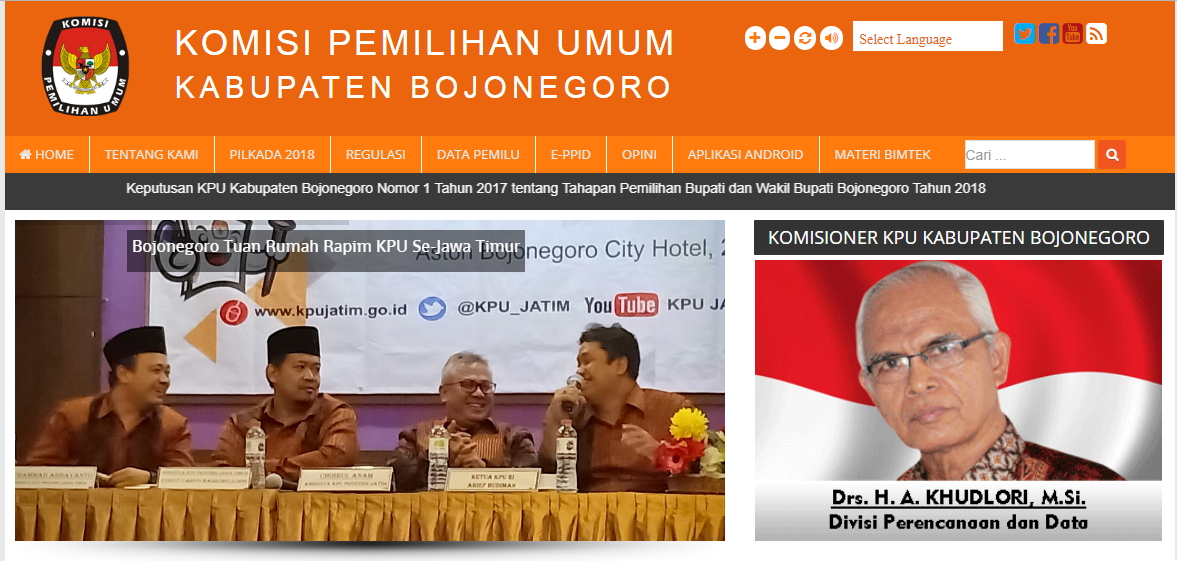 KOMISI
PEMILIHAN UMUM
KOMISI PEMILIHAN UMUM
KABUPATEN BOJONEGORO
Select Language
You
Tube
HOME
TENTANG KAMI
PILKADA 2018
REGULASI
DATA PEMILU
E-PPID
OPINI
APLIKASI ANDROID
MATERI BIMTEK
Cari ...
Keputusan KPU Kabupaten Bojonegoro Nomor 1 Tahun 2017 tentang Tahapan Pemilihan Bupati dan Wakil Bupati Bojonegoro Tahun 2018
Bojonegoro Tuan Rumah Rapim KPU Se-Jawa Timur
Aston Bojonegoro City Hotel, 2
www.kpujatim.go.id @KPU_JATIM YouTube KPU JA
CHOIRUL ANAM
ANGGOTA KPU PROVINSI JATIM
KETUA KPU RI
ARIEF BUDIMAN
KOMISIONER KPU KABUPATEN BOJONEGORO
Drs. H. A. KHUDLORI, M.Si.
Divisi Perencanaan dan Data